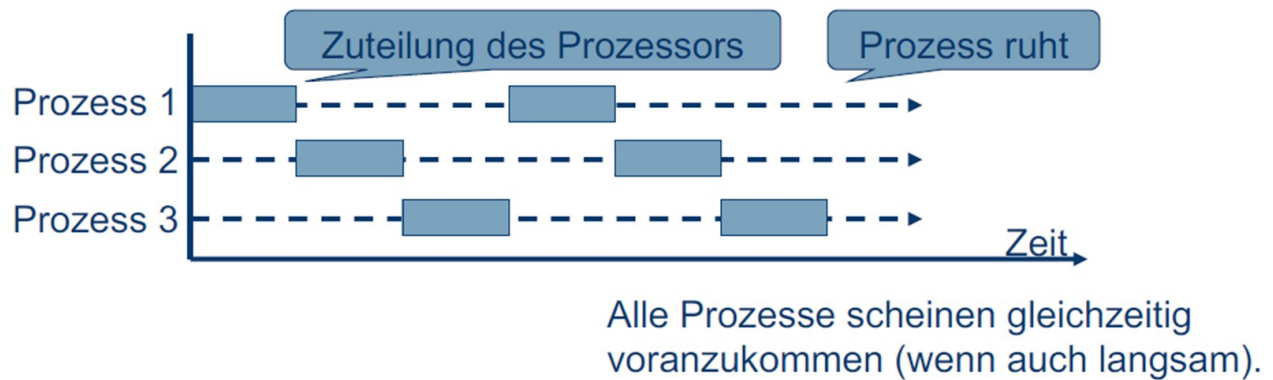 Zuteilung des Prozessors
Prozess ruht
Prozess 1
Prozess 2
Prozess 3
Zeit
Alle Prozesse scheinen gleichzeitig
voranzukommen (wenn auch langsam).